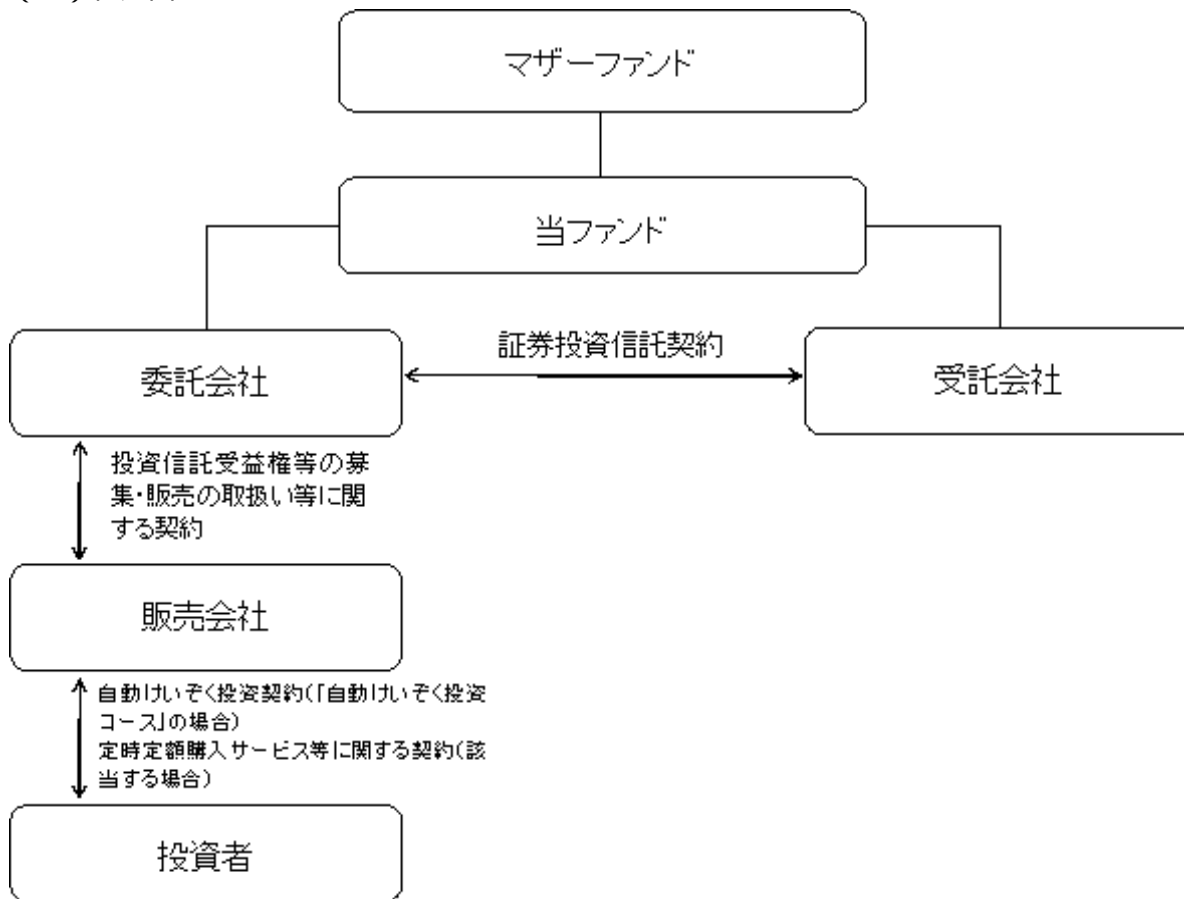 マザーファンド
当ファンド
証券投資信託契約
委託会社
受託会社
投資信託受益権等の募
集・販売の取扱い等に関
する契約
販売会社
自動けいぞく投資契約(「自動けいぞく投資
コース」の場合)
定時定額購入サービス等に関する契約(該
当する場合)
投資者